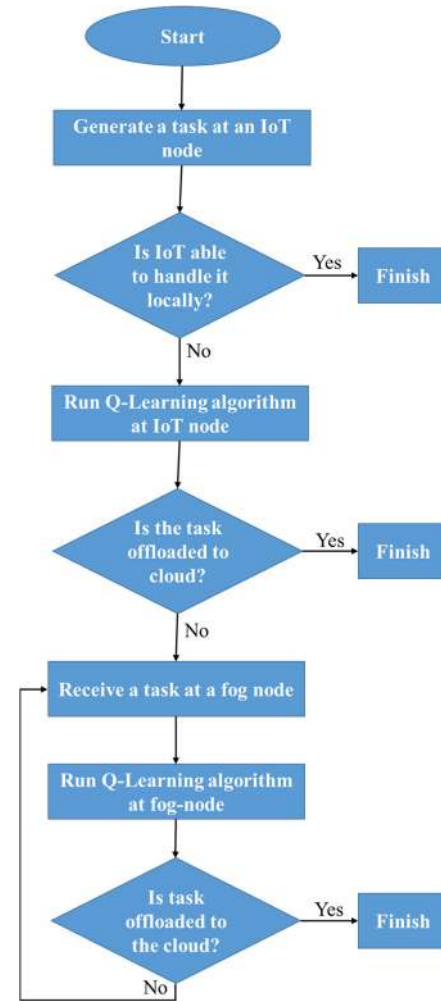 Start
Generate a task at an IoT
node
Is IoT able
to handle it
locally?
Yes
Finish
No
Run Q-Learning algorithm
at IoT node
Is the task
offloaded to
cloud?
Yes
Finish
No
Receive a task at a fog node
Run Q-Learning algorithm
at fog-node
Is task
offloaded to
the cloud?
Yes
Finish
No